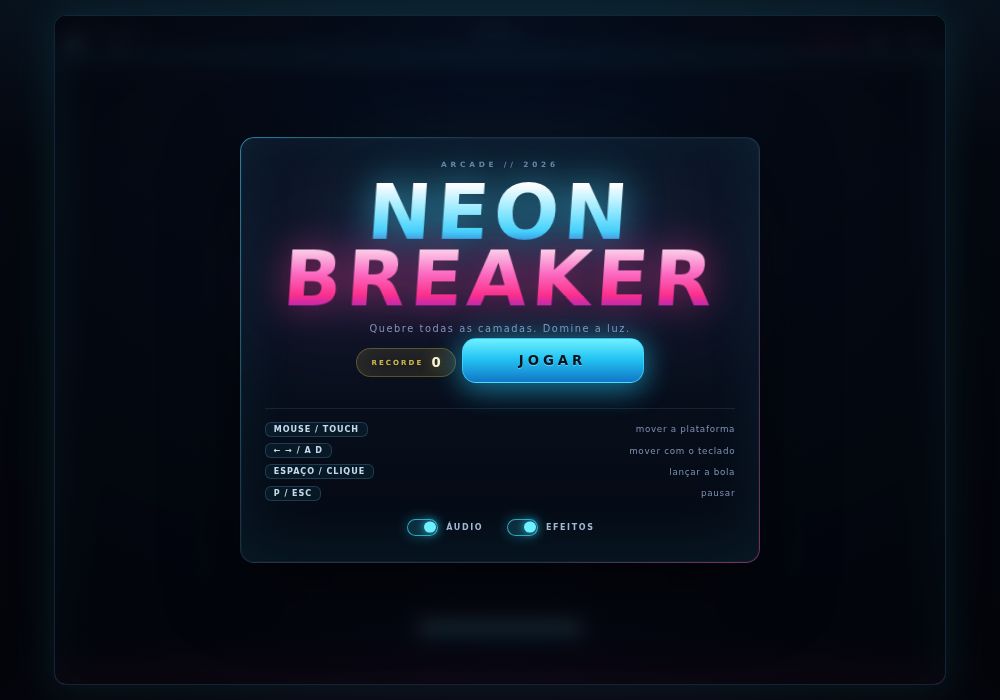 ARCADE // 2026
NEON
BREAKER
Quebre todas as camadas. Domine a luz.
RECORDE 0 JOGAR
MOUSE / TOUCH mover a plataforma
← → / A D mover com o teclado
ESPAÇO / CLIQUE lançar a bola
P / ESC pausar
ÁUDIO EFEITOS